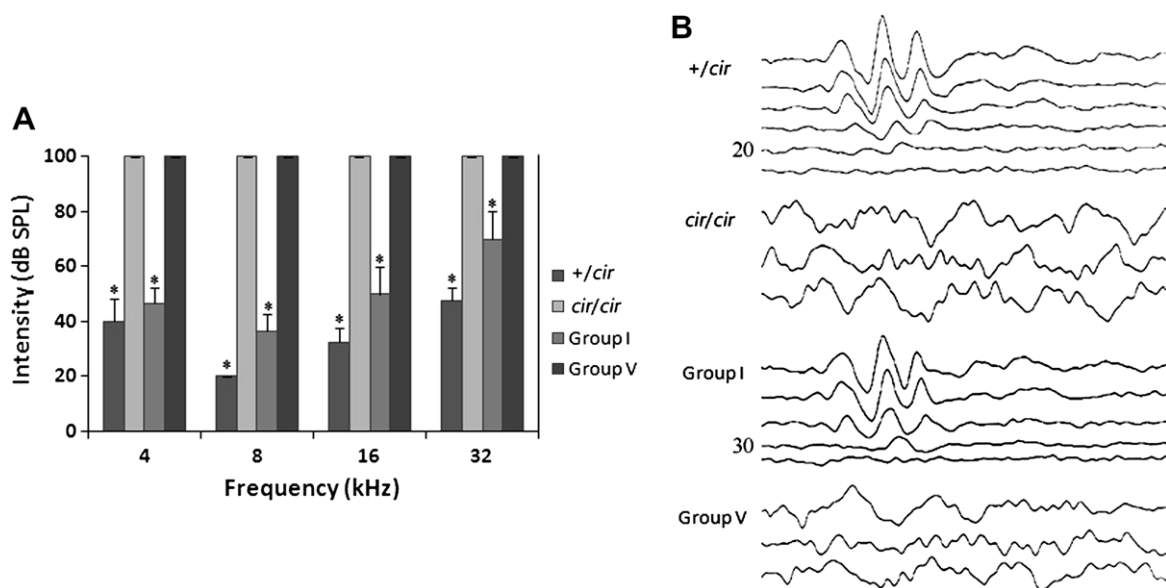 A
Intensity (dB SPL)
100
80
60
40
20
0
* * * * * * * *
4 8 16 32
Frequency (kHz)
+/cir
cir/cir
Group I
Group V
B
+/cir
20
cir/cir
Group I
30
Group V